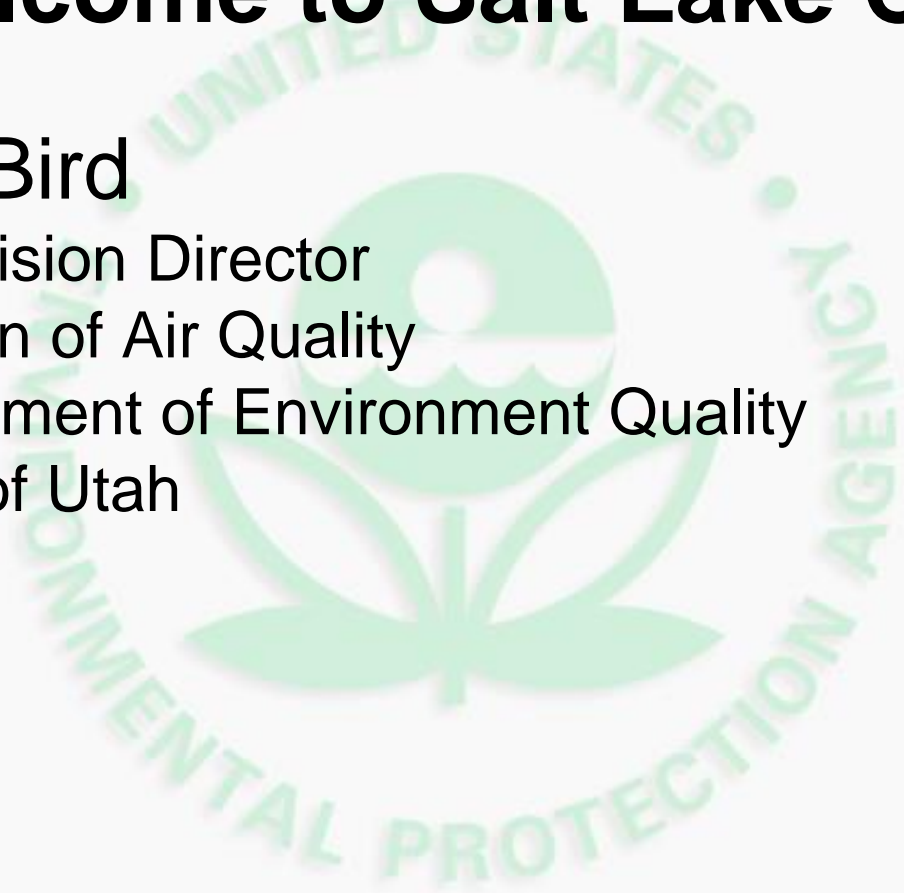 come to Salt Lake
Bird
ision Director
n of Air Quality
ment of Environment Quality
of Utah
UNITED STATES
ENVIRONMENTAL PROTECTION AGENCY